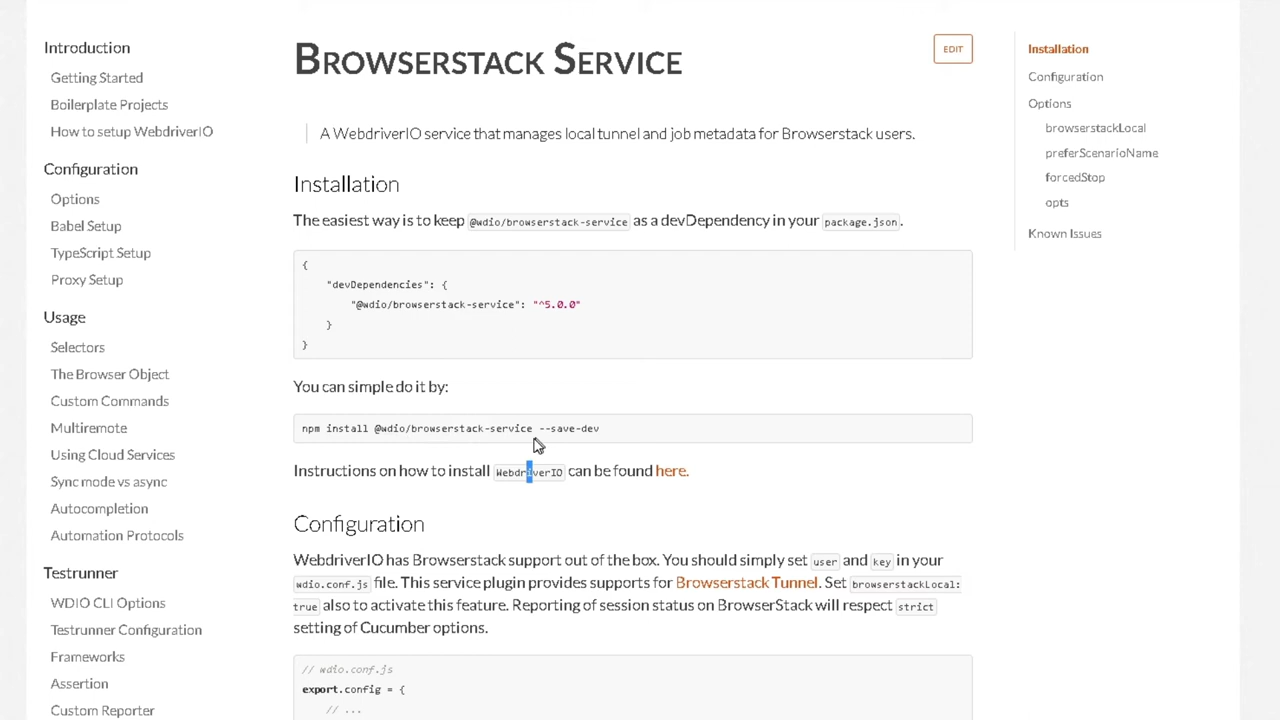 Introduction
Getting Started
Boilerplate Projects
How to setup WebdriverIO
Configuration
Options
Babel Setup
TypeScript Setup
Proxy Setup
Usage
Selectors
The Browser Object
Custom Commands
Multiremote
Using Cloud Services
Sync mode vs async
Autocompletion
Automation Protocols
Testrunner
WDIO CLI Options
Testrunner Configuration
Frameworks
Assertion
Custom Reporter
BROWSERSTACK SERVICE
EDIT
A WebdriverIO service that manages local tunnel and job metadata for Browserstack users.
Installation
The easiest way is to keep @wdio/browserstack-service as a devDependency in your package.json.
{
"devDependencies": {
"@wdio/browserstack-service": "^5.0.0"
}
}
You can simple do it by:
npm install @wdio/browserstack-service --save-dev
Instructions on how to install WebdriverIO can be found here.
Configuration
WebdriverIO has Browserstack support out of the box. You should simply set user and key in your
wdio.conf.js file. This service plugin provides supports for Browserstack Tunnel. Set browserstackLocal:
true also to activate this feature. Reporting of session status on BrowserStack will respect strict
setting of Cucumber options.
// wdio.conf.js
export.config = {
// ...
Installation
Configuration
Options
browserstackLocal
preferScenarioName
forcedStop
opts
Known Issues